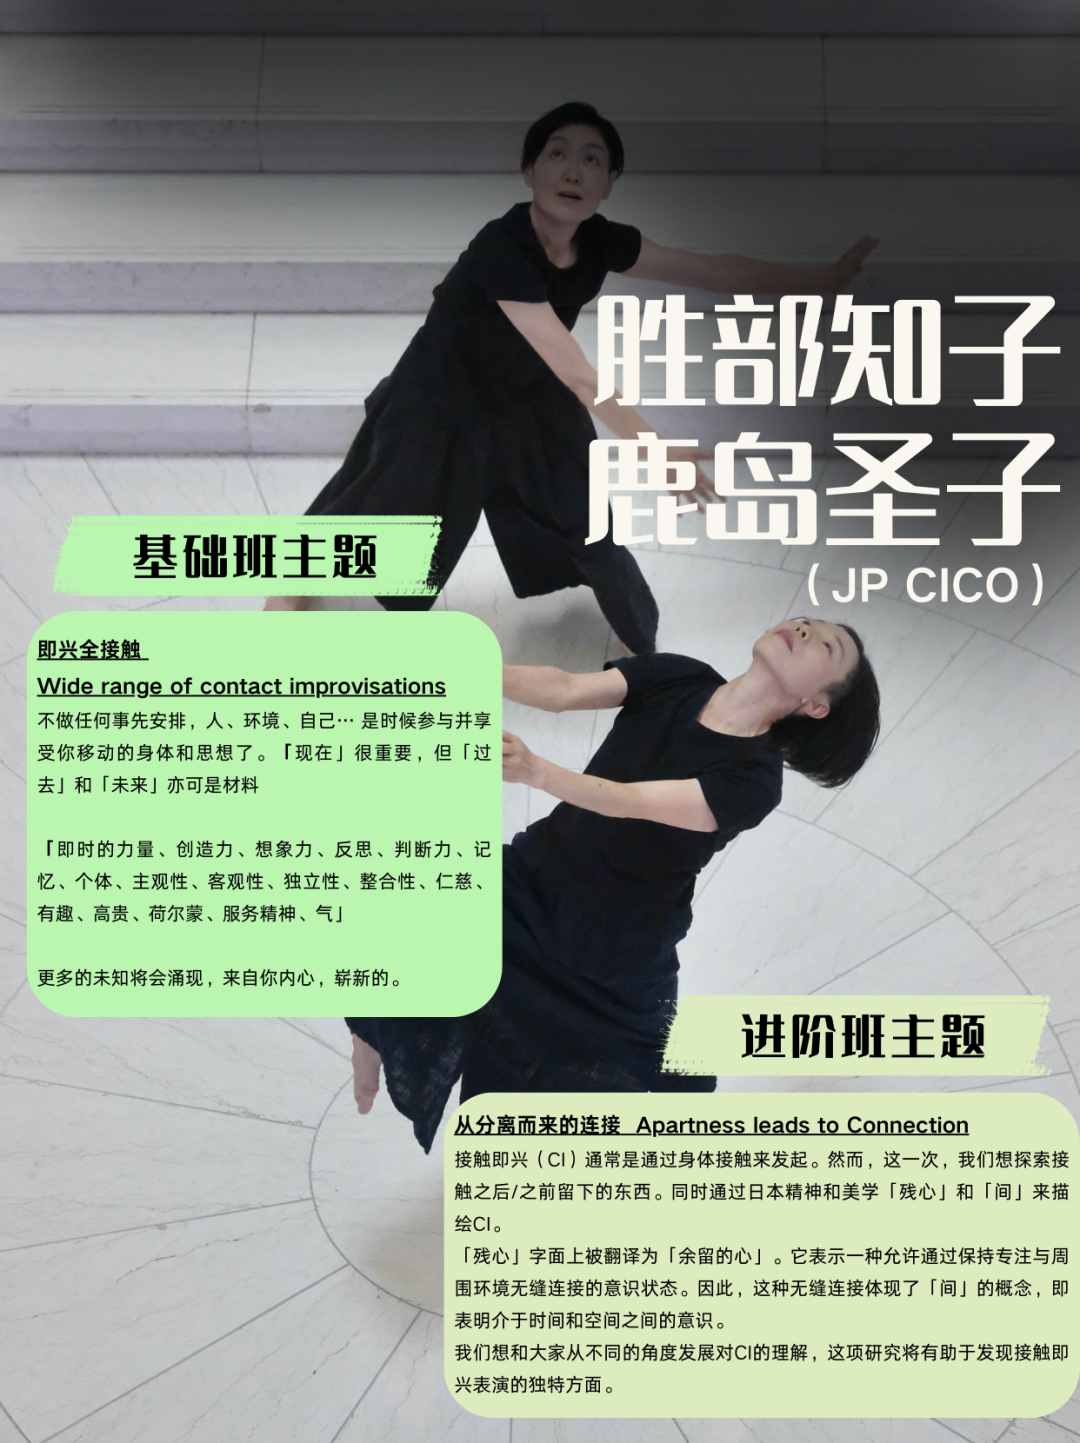 胜部知子
鹿岛圣子
（JP CICO）
基础班主题
即兴全接触
Wide range of contact improvisations
不做任何事先安排，人、环境、自己… 是时候参与并享
受你移动的身体和思想了。「现在」很重要，但「过
去」和「未来」亦可是材料
「即时的力量、创造力、想象力、反思、判断力、记
忆、个体、主观性、客观性、独立性、整合性、仁慈、
有趣、高贵、荷尔蒙、服务精神、气」
更多的未知将会涌现，来自你内心，崭新的。
进阶班主题
从分离而来的连接 Apartness leads to Connection
接触即兴（CI）通常是通过身体接触来发起。然而，这一次，我们想探索接
触之后/之前留下的东西。同时通过日本精神和美学「残心」和「间」来描
绘CI。
「残心」字面上被翻译为「余留的心」。它表示一种允许通过保持专注与周
围环境无缝连接的意识状态。因此，这种无缝连接体现了「间」的概念，即
表明介于时间和空间之间的意识。
我们想和大家从不同的角度发展对CI的理解，这项研究将有助于发现接触即
兴表演的独特方面。